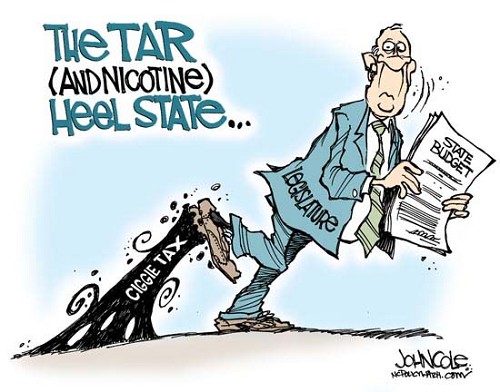 THE TAR
(AND NICOTINE)
HEEL STATE...
STATE
BUDGET
LEGISLATURE
CIGGIE TAX
JOHN COLE
NCPOLICYWATCH.COM